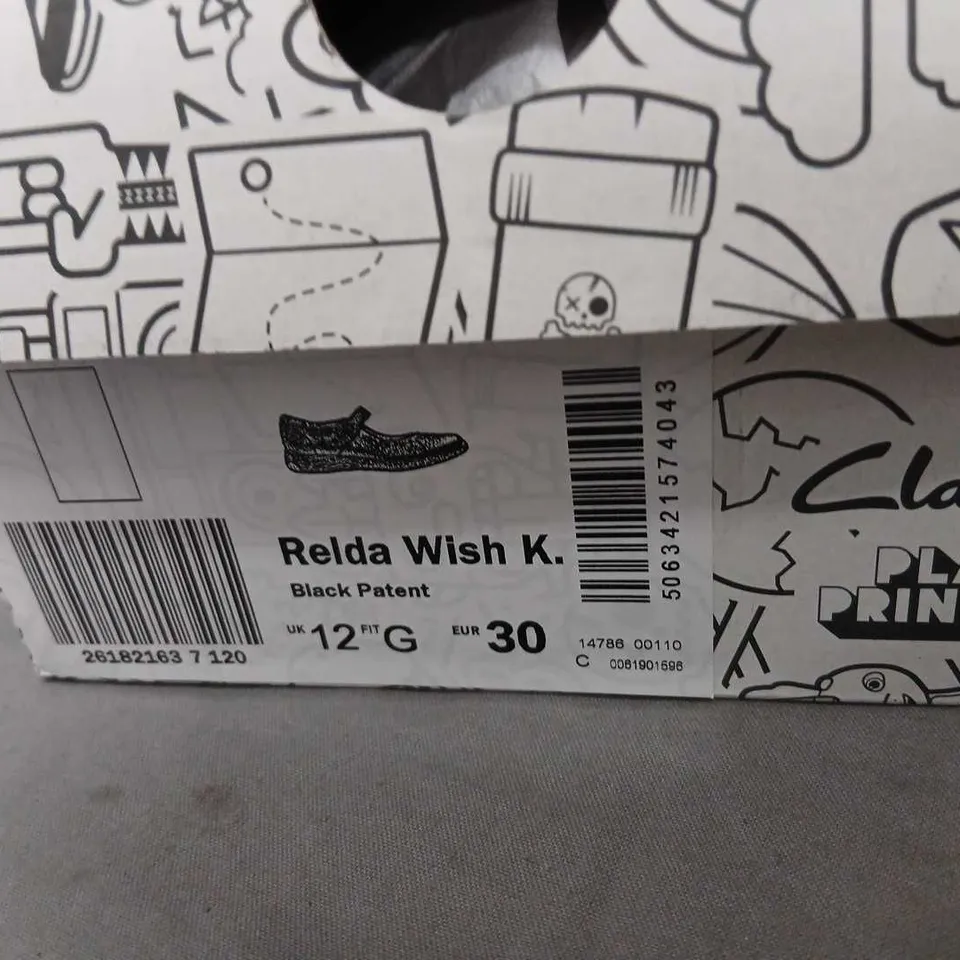 Relda Wish K.
Black Patent
UK 12 FIT G EUR 30
26182163 7 120
5063421574043
14786 00110
C 0061901596